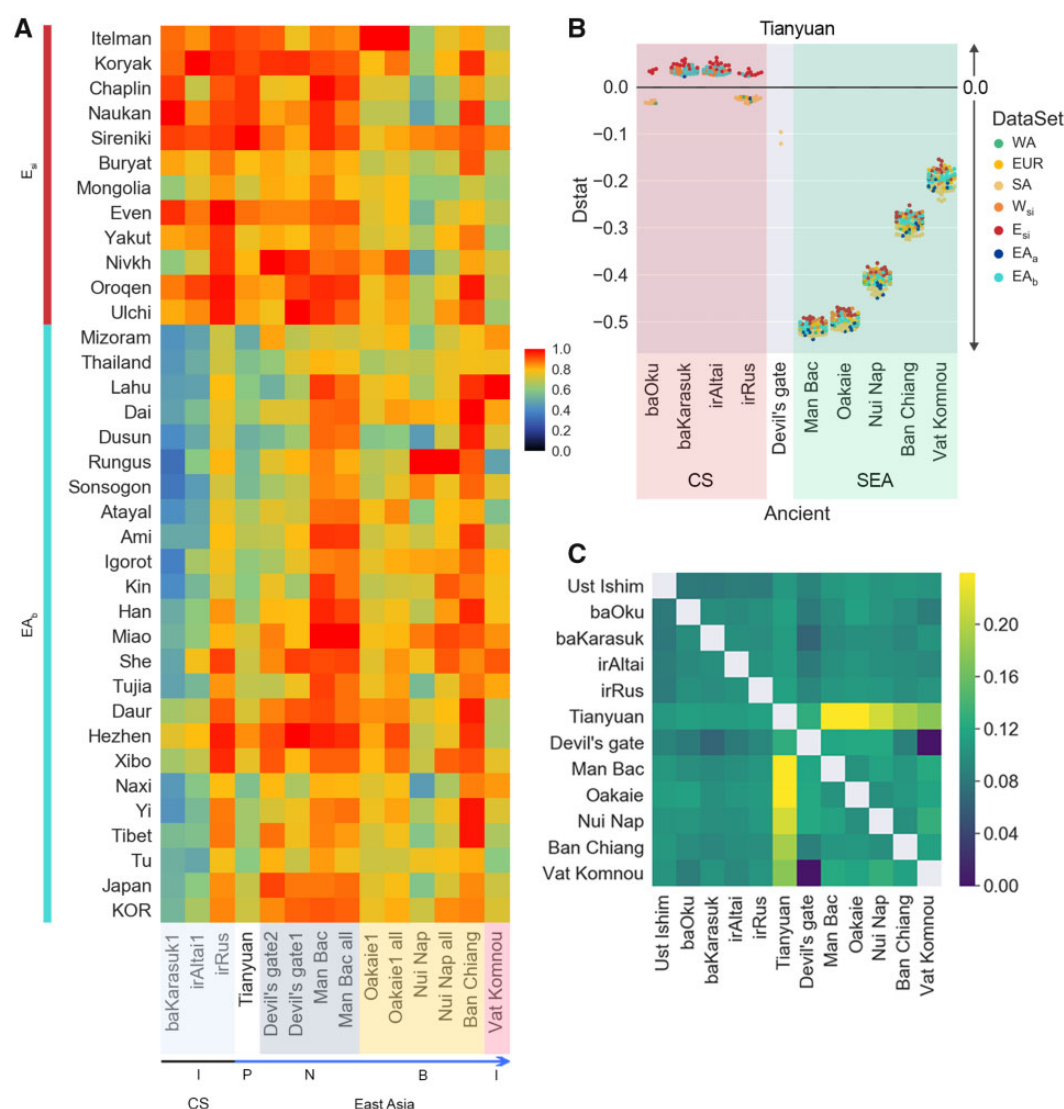 A
Itelman
Koryak
Chaplin
Naukan
Sireniki
Buryat
Mongolia
Even
Yakut
Nivkh
Oroqen
Ulchi
Mizoram
Thailand
Lahu
Dai
Dusun
Rungus
Sonsogon
Atayal
Ami
Igorot
Kin
Han
Miao
She
Tujia
Daur
Hezhen
Xibo
Naxi
Yi
Tibet
Tu
Japan
KOR
Esi
EAb
1.0
0.8
0.6
0.4
0.2
0.0
baKarasuk1
irAltai1
irRus
Tianyuan
Devil's gate2
Devil's gate1
Man Bac
Man Bac all
Oakaie1
Oakaie1 all
Nui Nap
Nui Nap all
Ban Chiang
Vat Komnou
I P N B I
CS East Asia
B
Tianyuan
0.0
−0.1
−0.2
−0.3
−0.4
−0.5
Dstat
0.0
DataSet
WA
EUR
SA
Wsi
Esi
EAa
EAb
baOku
baKarasuk
irAltai
irRus
Devil's gate
Man Bac
Oakaie
Nui Nap
Ban Chiang
Vat Komnou
CS SEA
Ancient
C
Ust Ishim
baOku
baKarasuk
irAltai
irRus
Tianyuan
Devil's gate
Man Bac
Oakaie
Nui Nap
Ban Chiang
Vat Komnou
0.20
0.16
0.12
0.08
0.04
0.00
Ust Ishim
baOku
baKarasuk
irAltai
irRus
Tianyuan
Devil's gate
Man Bac
Oakaie
Nui Nap
Ban Chiang
Vat Komnou